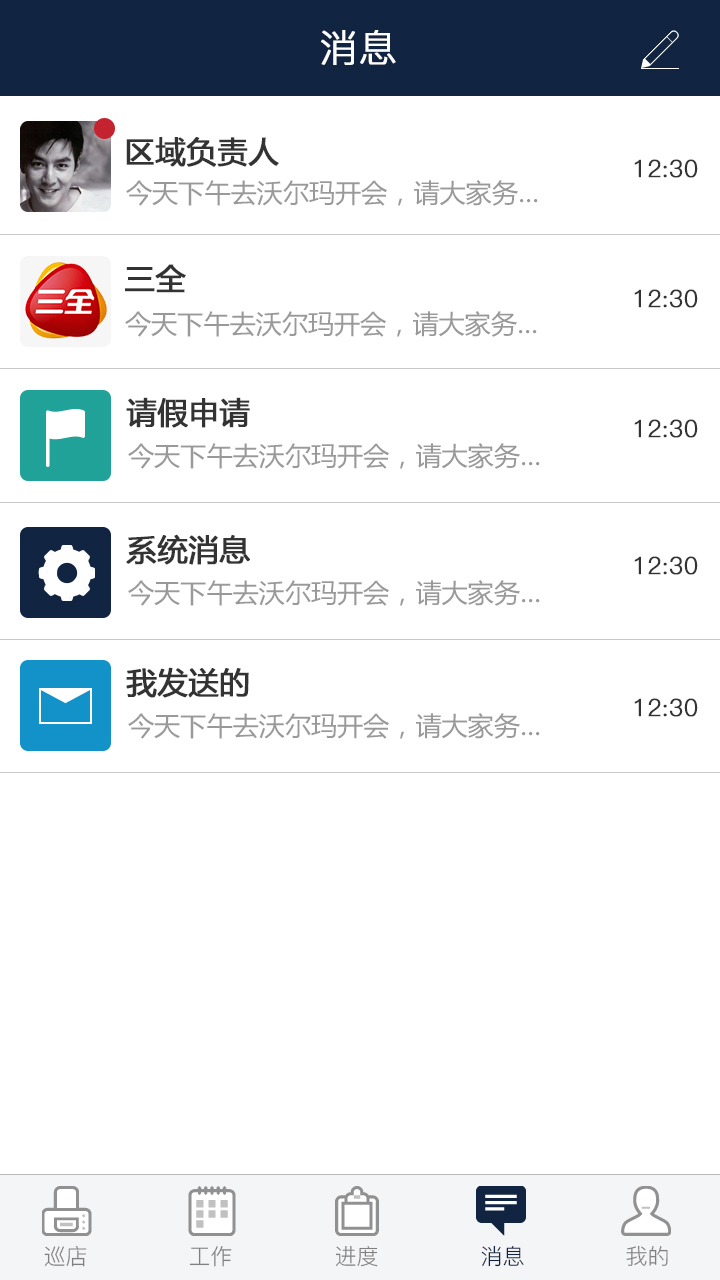 消息
区域负责人
今天下午去沃尔玛开会，请大家务...
12:30
三全
三全
今天下午去沃尔玛开会，请大家务...
12:30
请假申请
今天下午去沃尔玛开会，请大家务...
12:30
系统消息
今天下午去沃尔玛开会，请大家务...
12:30
我发送的
今天下午去沃尔玛开会，请大家务...
12:30
巡店 工作 进度 消息 我的